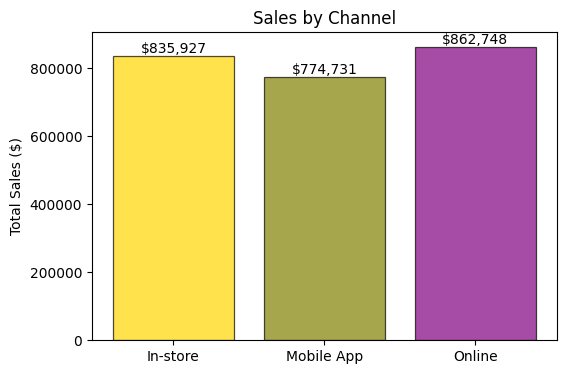 Sales by Channel
$835,927
$774,731
$862,748
Total Sales ($)
800000
600000
400000
200000
0
In-store
Mobile App
Online